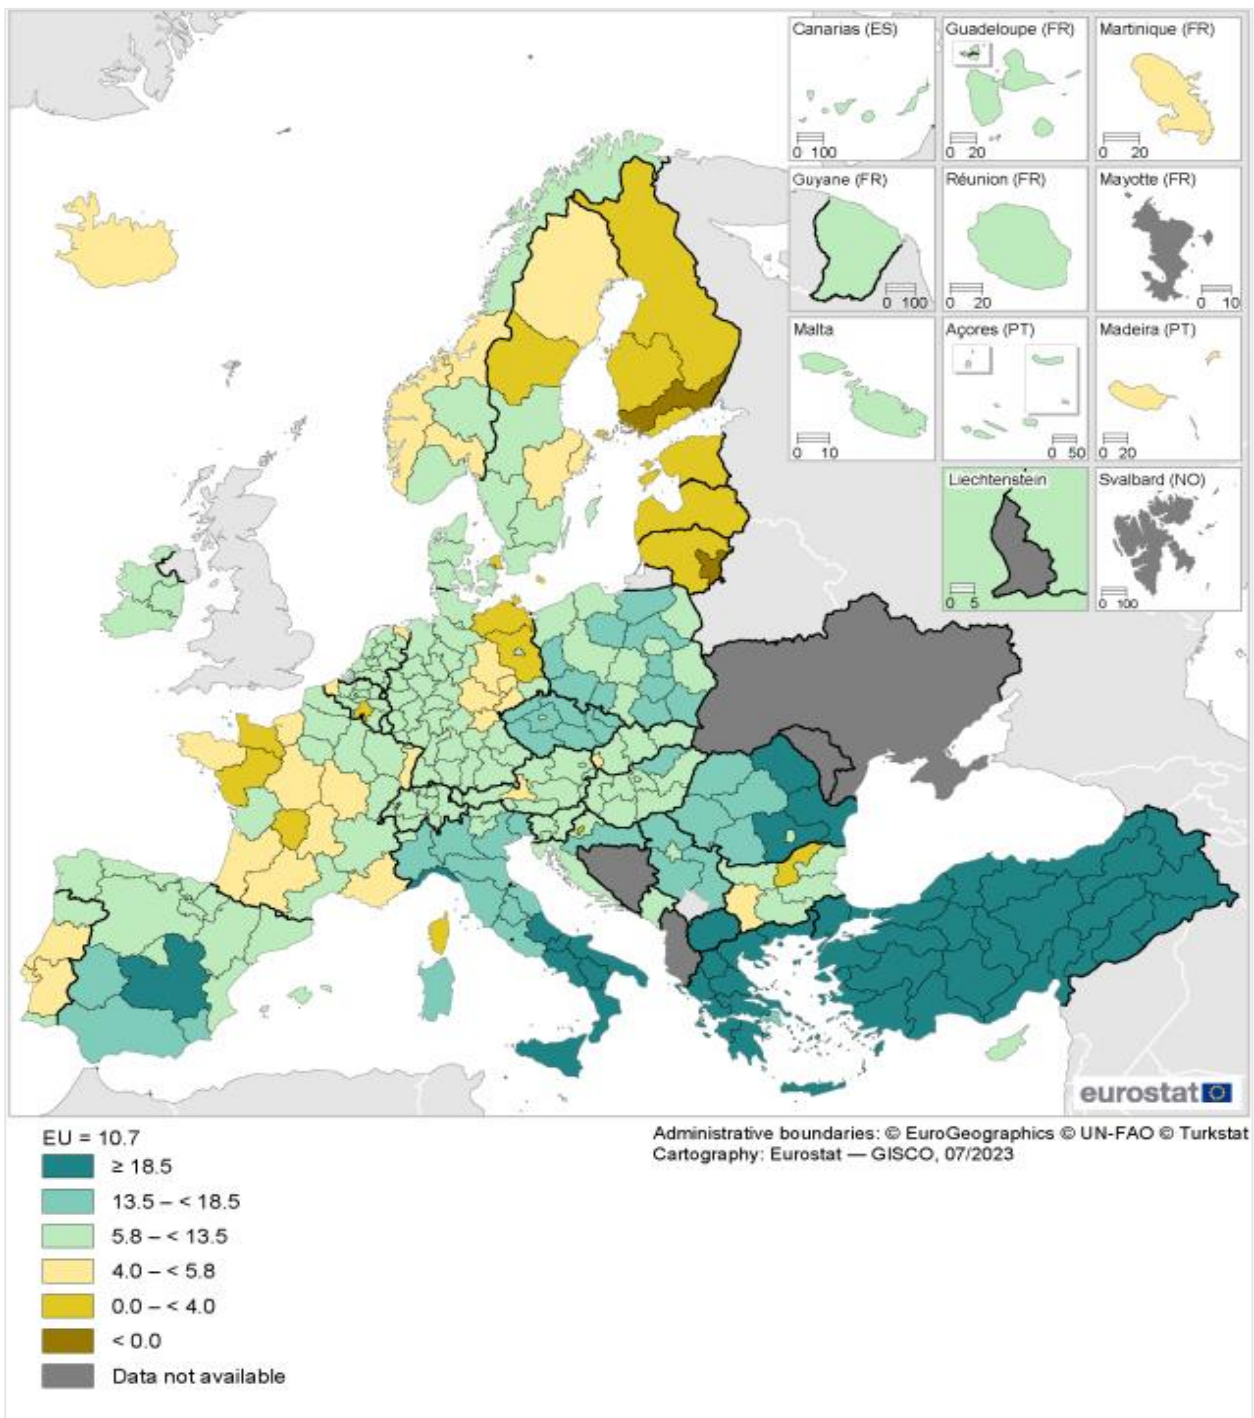 Canarias (ES)
0 100
Guadeloupe (FR)
0 20
Martinique (FR)
0 20
Guyane (FR)
0 100
Réunion (FR)
0 20
Mayotte (FR)
0 10
Malta
0 10
Açores (PT)
0 50
Madeira (PT)
0 20
Liechtenstein
0 5
Svalbard (NO)
0 100
eurostat
Administrative boundaries: © EuroGeographics © UN-FAO © Turkstat
Cartography: Eurostat — GISCO, 07/2023
EU = 10.7
≥ 18.5
13.5 – < 18.5
5.8 – < 13.5
4.0 – < 5.8
0.0 – < 4.0
< 0.0
Data not available